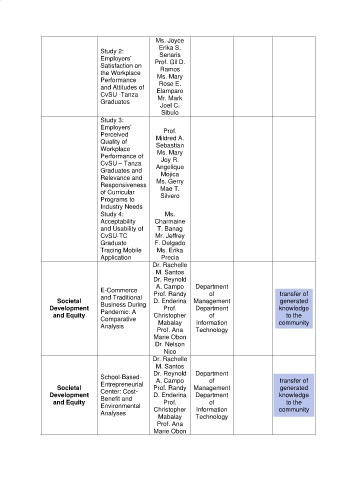 Study 2:
Employers'
Satisfaction on
the Workplace
Performance
and Attitudes of
CvSU -Tanza
Graduates
Ms. Joyce
Erika S.
Senaris
Prof. Gil D.
Ramos
Ms. Mary
Rose E.
Elamparo
Mr. Mark
Joel C.
Sibulo
Study 3:
Employers'
Perceived
Quality of
Workplace
Performance of
CvSU – Tanza
Graduates and
Relevance and
Responsiveness
of Curricular
Programs to
Industry Needs
Prof.
Mildred A.
Sebastian
Ms. Mary
Joy R.
Angelique
Mojica
Ms. Gerry
Mae T.
Silvero
Study 4:
Acceptability
and Usability of
CvSU-TC
Graduate
Tracing Mobile
Application
Ms.
Charmaine
T. Banag
Mr. Jeffrey
F. Delgado
Ms. Erika
Precia
Societal
Development
and Equity
E-Commerce
and Traditional
Business During
Pandemic: A
Comparative
Analysis
Dr. Rachelle
M. Santos
Dr. Reynold
A. Campo
Prof. Randy
D. Enderina
Prof.
Christopher
Mabalay
Prof. Ana
Marie Obon
Dr. Nelson
Nico
Department
of
Management
Department
of
Information
Technology
transfer of
generated
knowledge
to the
community
Societal
Development
and Equity
School-Based
Entrepreneurial
Center: Cost-
Benefit and
Environmental
Analyses
Dr. Rachelle
M. Santos
Dr. Reynold
A. Campo
Prof. Randy
D. Enderina
Prof.
Christopher
Mabalay
Prof. Ana
Marie Obon
Department
of
Management
Department
of
Information
Technology
transfer of
generated
knowledge
to the
community